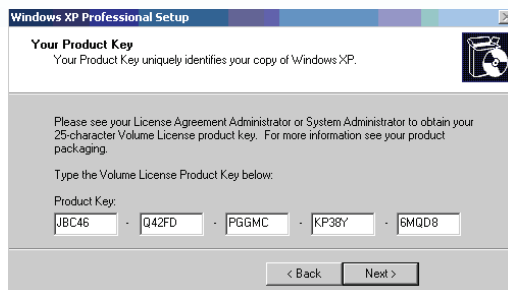 Windows XP Professional Setup
Your Product Key
Your Product Key uniquely identifies your copy of Windows XP.
Please see your License Agreement Administrator or System Administrator to obtain your
25-character Volume License product key. For more information see your product
packaging.
Type the Volume License Product Key below:
Product Key:
JBC46 - Q42FD - PGGMC - KP38Y - 6MQD8
< Back Next >